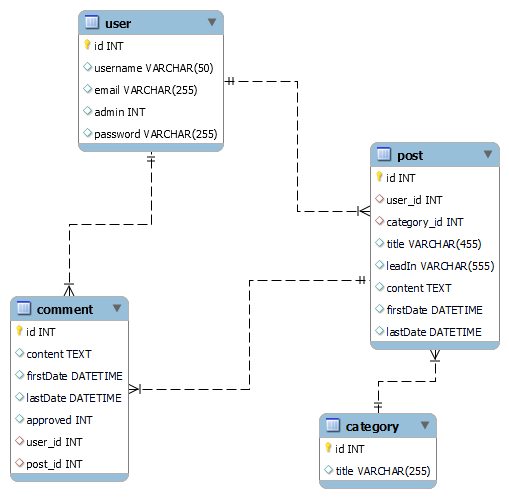 user
id INT
username VARCHAR(50)
email VARCHAR(255)
admin INT
password VARCHAR(255)
post
id INT
user_id INT
category_id INT
title VARCHAR(455)
leadIn VARCHAR(555)
content TEXT
firstDate DATETIME
lastDate DATETIME
comment
id INT
content TEXT
firstDate DATETIME
lastDate DATETIME
approved INT
user_id INT
post_id INT
category
id INT
title VARCHAR(255)